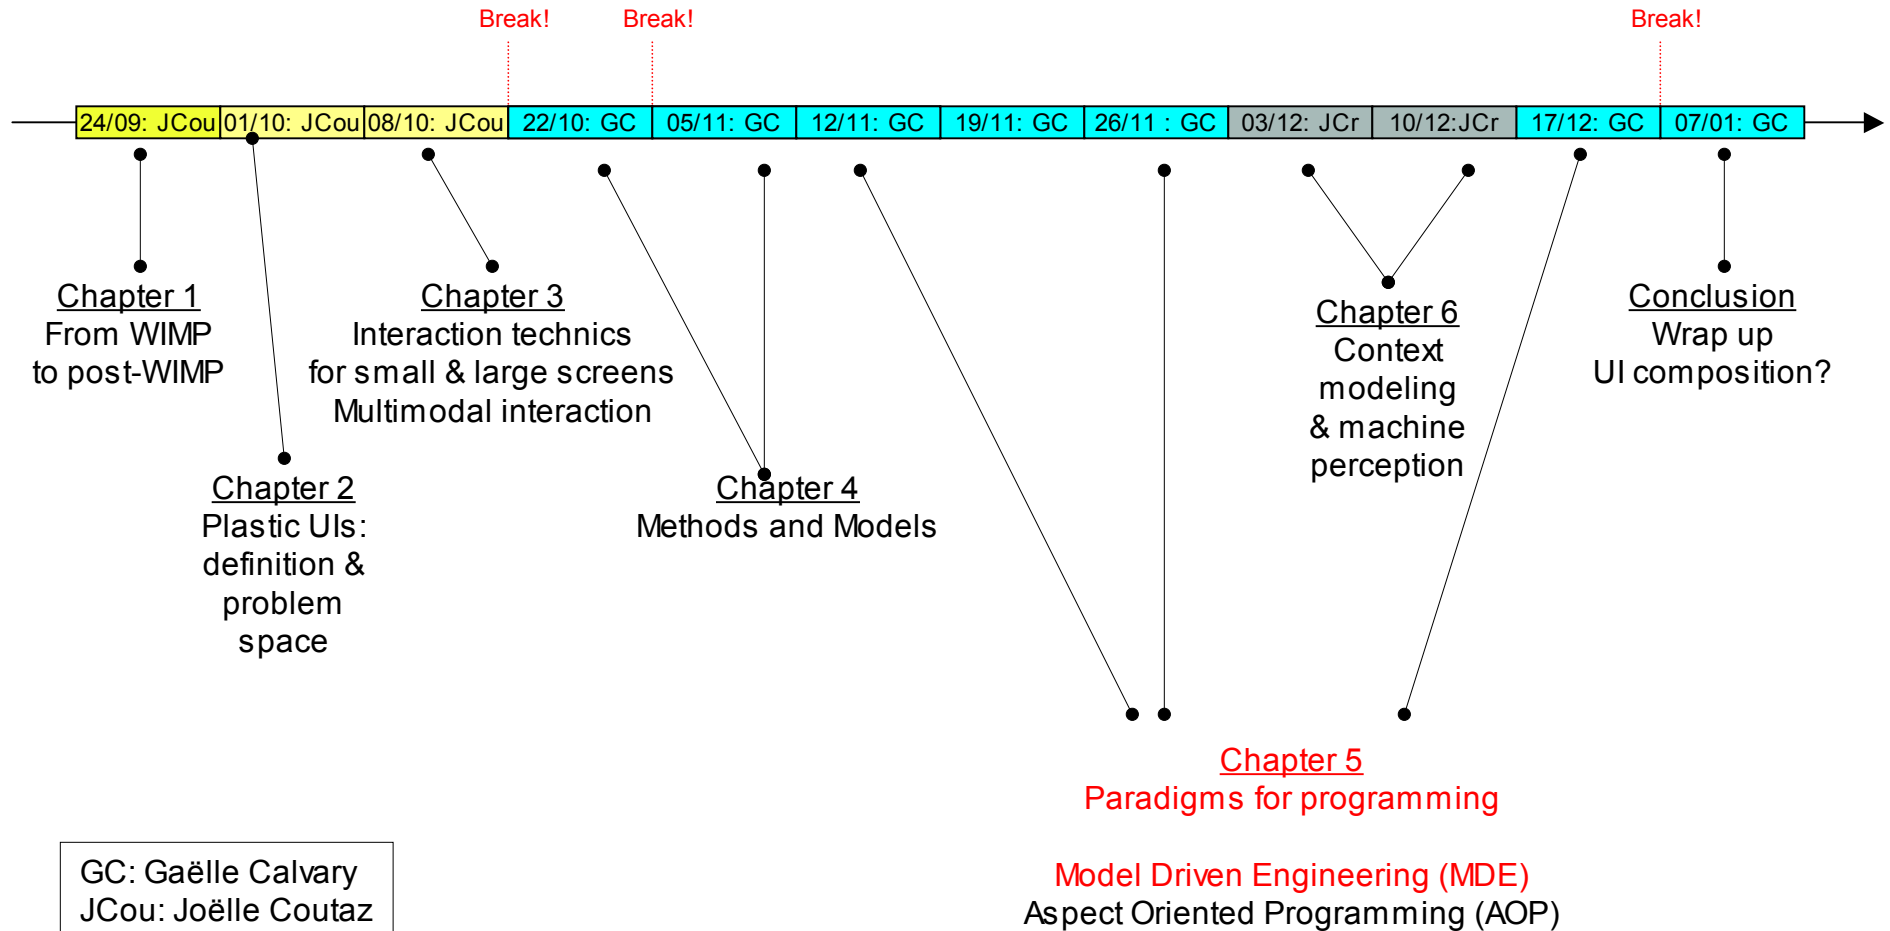 Break!
Break!
Break!
24/09: JCou
01/10: JCou
08/10: JCou
22/10: GC
05/11: GC
12/11: GC
19/11: GC
26/11 : GC
03/12: JCr
10/12:JCr
17/12: GC
07/01: GC
Chapter 1
From WIMP
to post-WIMP
Chapter 2
Plastic UIs:
definition &
problem
space
Chapter 3
Interaction technics
for small & large screens
Multimodal interaction
Chapter 4
Methods and Models
Chapter 6
Context
modeling
& machine
perception
Conclusion
Wrap up
UI composition?
Chapter 5
Paradigms for programming
Model Driven Engineering (MDE)
Aspect Oriented Programming (AOP)
GC: Gaëlle Calvary
JCou: Joëlle Coutaz